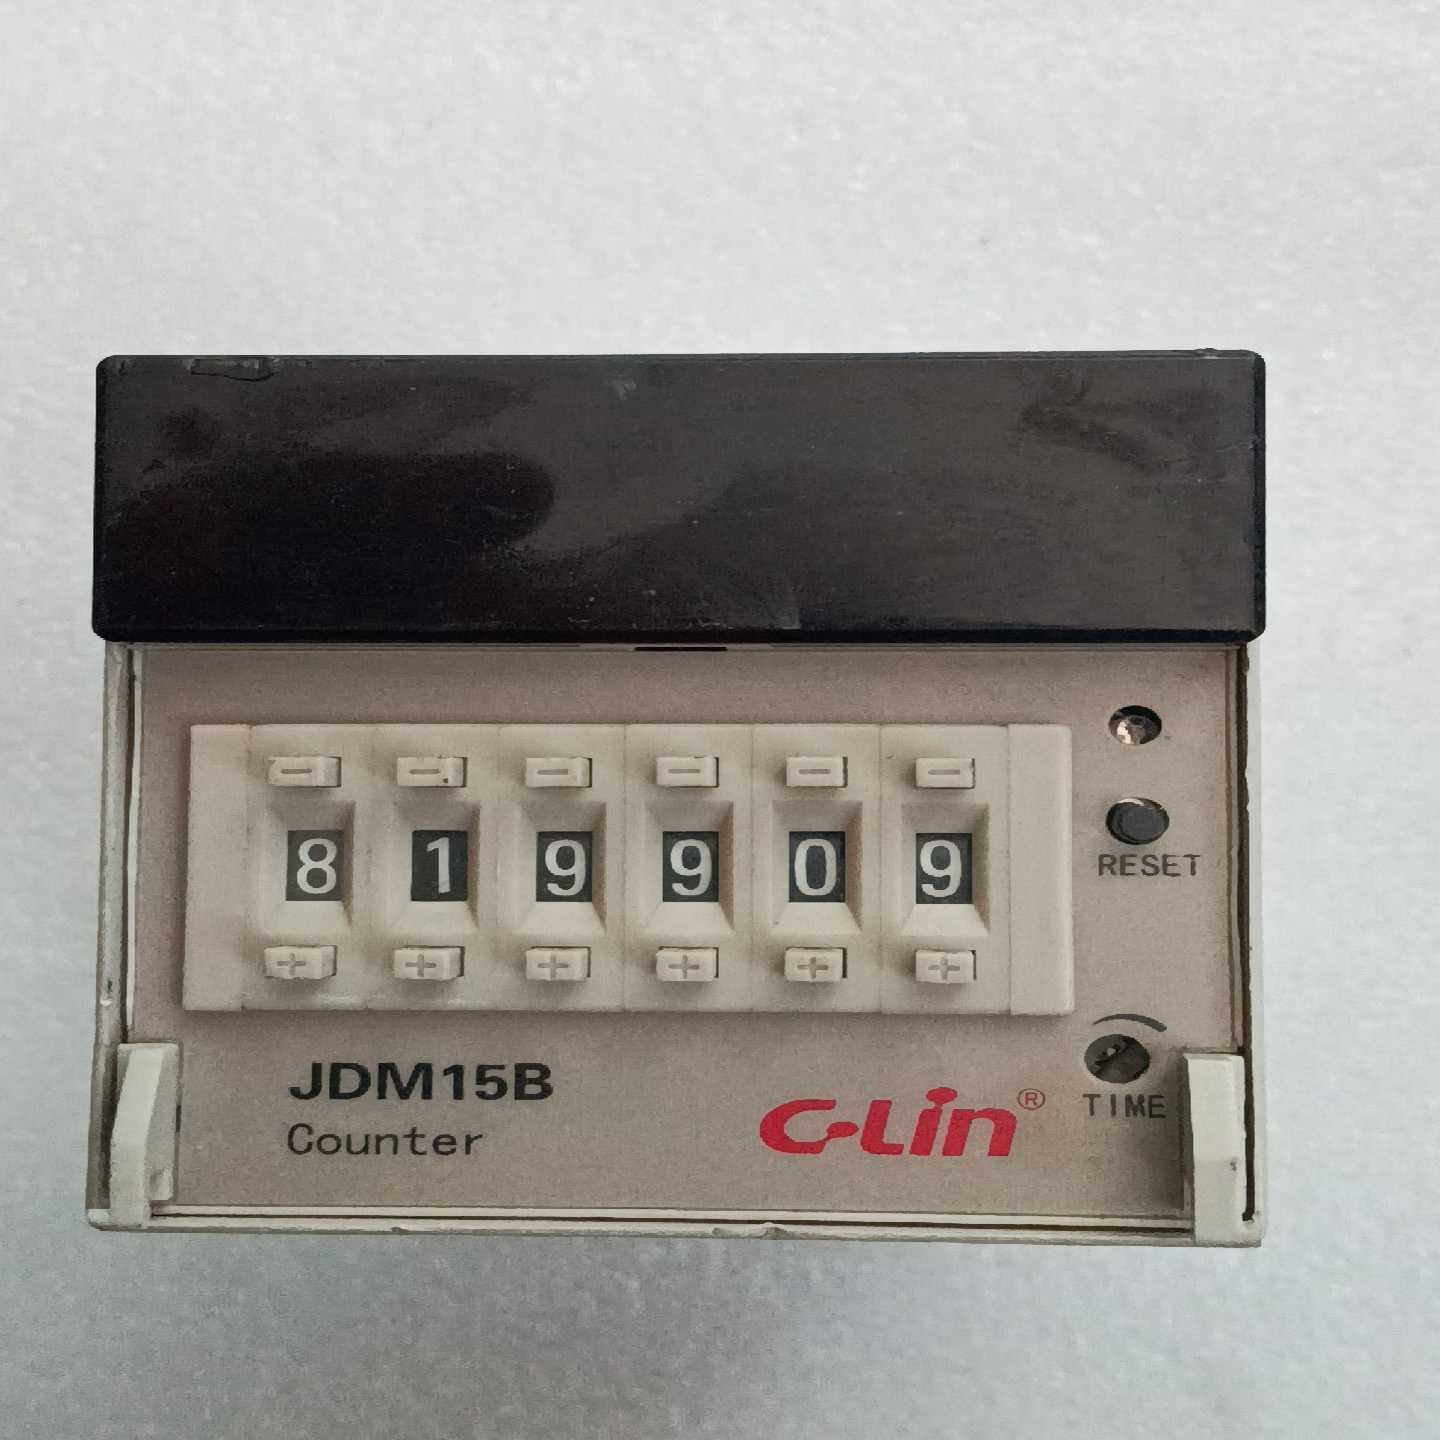 - - - - - -
8 1 9 9 0 9
+ + + + + +
RESET
JDM15B
Counter
C-Lin®
TIME